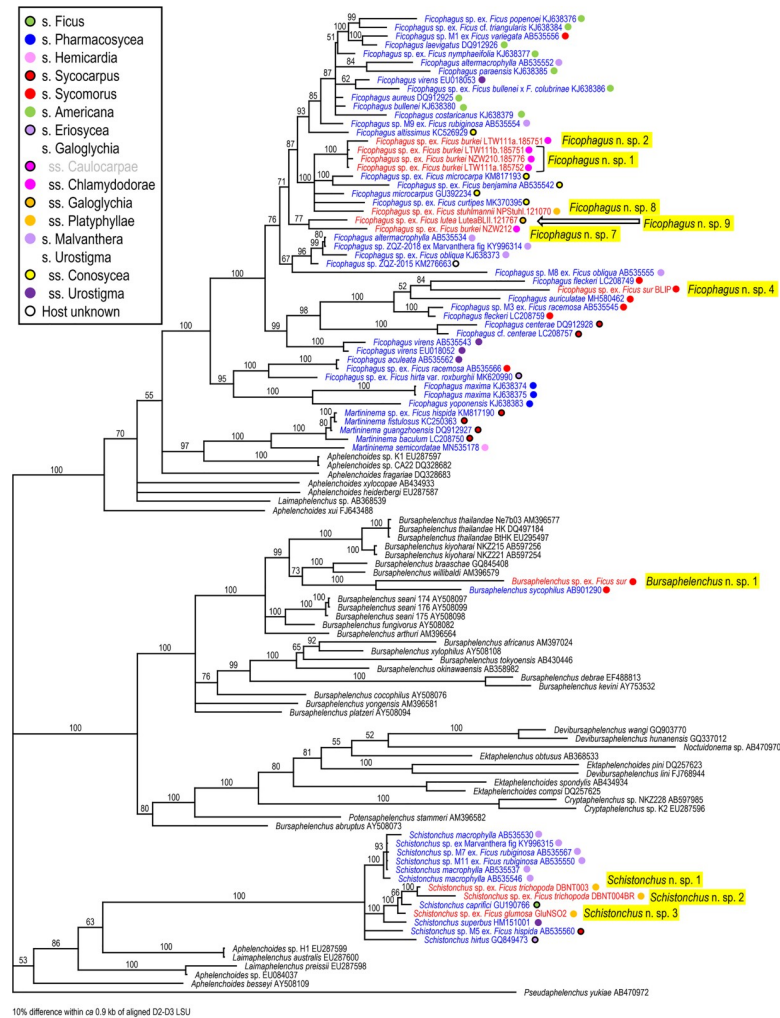 s. Ficus
s. Pharmacosycea
s. Hemicardia
s. Sycocarpus
s. Sycomorus
s. Americana
s. Eriosycea
s. Galoglychia
ss. Caulocarpae
ss. Chlamydodorae
ss. Galoglychia
ss. Platyphyllae
s. Malvanthera
s. Urostigma
ss. Conosycea
ss. Urostigma
Host unknown
Ficophagus sp. ex. Ficus popenoei KJ638376
Ficophagus sp. ex. Ficus cf. triangularis KJ638384
Ficophagus sp. M1 ex Ficus variegata AB535556
Ficophagus laevigatus DQ912926
Ficophagus sp. ex. Ficus nymphaeifolia KJ638377
Ficophagus altermacrophylla AB535552
Ficophagus paraensis KJ638385
Ficophagus virens EU018053
Ficophagus sp. ex. Ficus bullenei x F. colubrinae KJ638386
Ficophagus aureus DQ912925
Ficophagus bullenei KJ638380
Ficophagus costaricanus KJ638379
Ficophagus sp. M9 ex. Ficus rubiginosa AB535554
Ficophagus altissimus KC526929
Ficophagus sp. ex. Ficus burkei LTW111a.185751 Ficophagus n. sp. 2
Ficophagus sp. ex. Ficus burkei LTW111b.185751
Ficophagus sp. ex. Ficus burkei NZW210.185776 Ficophagus n. sp. 1
Ficophagus sp. ex. Ficus burkei LTW111a.185752
Ficophagus sp. ex. Ficus microcarpa KM817193
Ficophagus sp. ex. Ficus benjamina AB535542
Ficophagus microcarpus GU392234
Ficophagus sp. ex. Ficus curtipes MK370395
Ficophagus sp. ex. Ficus stuhlmannii NPStuhl.121070 Ficophagus n. sp. 8
Ficophagus sp. ex. Ficus lutea LuteaBLII.121767 Ficophagus n. sp. 9
Ficophagus sp. ex. Ficus burkei NZW212 Ficophagus n. sp. 7
Ficophagus altermacrophylla AB535534
Ficophagus sp. ZQZ-2018 ex Marvanthera fig KY996314
Ficophagus sp. ex. Ficus obliqua KJ638373
Ficophagus sp. ZQZ-2015 KM276663
Ficophagus sp. M8 ex. Ficus obliqua AB535555
Ficophagus fleckeri LC208749
Ficophagus sp. ex. Ficus sur BLIP Ficophagus n. sp. 4
Ficophagus auriculatae MH580462
Ficophagus sp. M3 ex. Ficus racemosa AB535545
Ficophagus fleckeri LC208759
Ficophagus centerae DQ912928
Ficophagus cf. centerae LC208757
Ficophagus virens AB535543
Ficophagus virens EU018052
Ficophagus aculeata AB535562
Ficophagus sp. ex. Ficus racemosa AB535566
Ficophagus sp. ex. Ficus hirta var. roxburghii MK620990
Ficophagus maxima KJ638374
Ficophagus maxima KJ638375
Ficophagus yoponensis KJ638383
Martininema sp. ex. Ficus hispida KM817190
Martininema fistulosus KC250363
Martininema guangzhoensis DQ912927
Martininema baculum LC208750
Martininema semicordatae MN535178
Aphelenchoides sp. K1 EU287597
Aphelenchoides sp. CA22 DQ328682
Aphelenchoides fragariae DQ328683
Aphelenchoides xylocopae AB434933
Aphelenchoides heidelbergi EU287587
Laimaphelenchus sp. AB368539
Aphelenchoides xui FJ643488
Bursaphelenchus thailandae Ne7b03 AM396577
Bursaphelenchus thailandae HK DQ497184
Bursaphelenchus thailandae BtHK EU295497
Bursaphelenchus kiyoharai NKZ215 AB597256
Bursaphelenchus kiyoharai NKZ221 AB597254
Bursaphelenchus braaschae GQ845408
Bursaphelenchus willibaldi AM396579
Bursaphelenchus sp. ex. Ficus sur Bursaphelenchus n. sp. 1
Bursaphelenchus sycophilus AB901290
Bursaphelenchus seani 174 AY508097
Bursaphelenchus seani 176 AY508099
Bursaphelenchus seani 175 AY508098
Bursaphelenchus fungivorus AY508082
Bursaphelenchus arthuri AM396564
Bursaphelenchus africanus AM397024
Bursaphelenchus xylophilus AY508108
Bursaphelenchus tokyoensis AB430446
Bursaphelenchus okinawaensis AB358982
Bursaphelenchus debrae EF488813
Bursaphelenchus kevini AY753532
Bursaphelenchus cocophilus AY508076
Bursaphelenchus yongensis AM396581
Bursaphelenchus platzeri AY508094
Devibursaphelenchus wangi GQ903770
Devibursaphelenchus hunanensis GQ337012
Noctuidonema sp. AB470970
Ektaphelenchus obtusus AB368533
Ektaphelenchoides pini DQ257623
Devibursaphelenchus lini FJ768944
Ektaphelenchoides spondylis AB434934
Ektaphelenchoides compsi DQ257625
Cryptaphelenchus sp. NKZ228 AB597985
Cryptaphelenchus sp. K2 EU287596
Potensaphelenchus stammeri AM396582
Bursaphelenchus abruptus AY508073
Schistonchus macrophylla AB535530
Schistonchus sp. ex Marvanthera fig KY996315
Schistonchus sp. M7 ex. Ficus rubiginosa AB535567
Schistonchus sp. M11 ex. Ficus rubiginosa AB535550
Schistonchus macrophylla AB535537
Schistonchus macrophylla AB535546
Schistonchus sp. ex. Ficus trichopoda DBNT003 Schistonchus n. sp. 1
Schistonchus sp. ex. Ficus trichopoda DBNT004BR Schistonchus n. sp. 2
Schistonchus caprifici GU190766
Schistonchus sp. ex. Ficus glumosa GluNSO2 Schistonchus n. sp. 3
Schistonchus superbus HM151001
Schistonchus sp. M5 ex. Ficus hispida AB535560
Schistonchus hirtus GQ849473
Aphelenchoides sp. H1 EU287599
Laimaphelenchus australis EU287600
Laimaphelenchus preissii EU287598
Aphelenchoides sp. EU084037
Aphelenchoides besseyi AY508109
Pseudaphelenchus yukiae AB470972
10% difference within ca 0.9 kb of aligned D2-D3 LSU